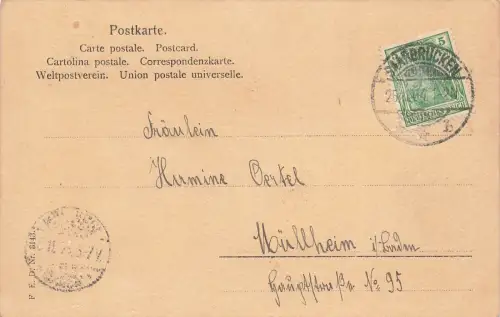 Postkarte.
Carte postale. Postcard.
Cartolina postale. Correspondenzkarte.
Weltpostverein. Union postale universelle.
5
SAARBRÜCKEN
Fräulein
Hermine Oertel
Müllheim i/Baden
Hauptstraße No 95